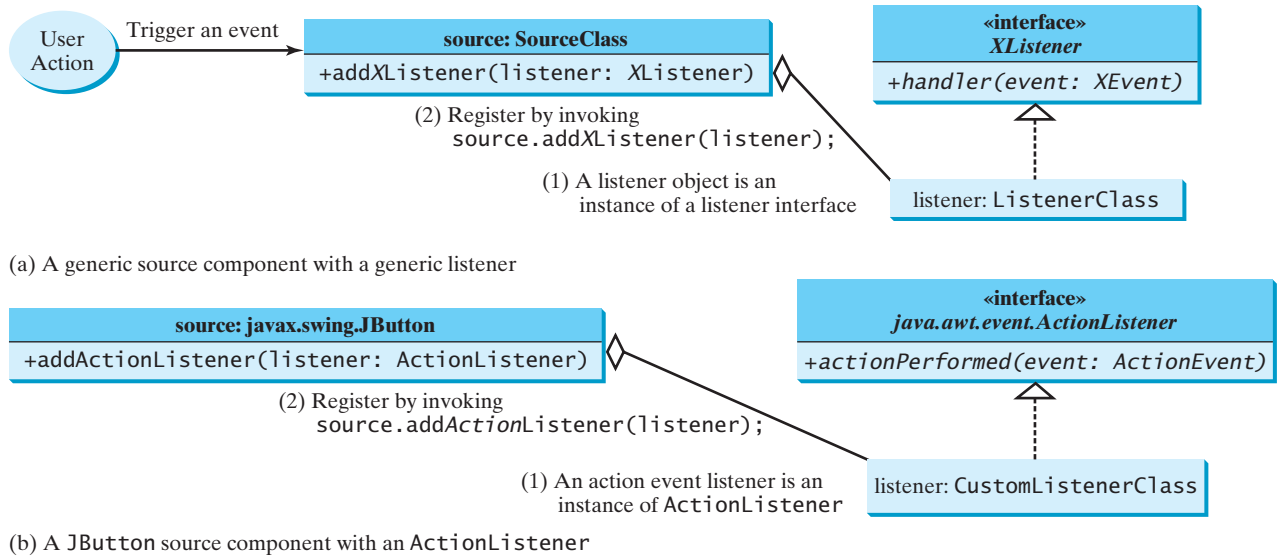 User
Action
Trigger an event
source: SourceClass
+addXListener(listener: XListener)
«interface»
XListener
+handler(event: XEvent)
(2) Register by invoking
source.addXListener(listener);
(1) A listener object is an
instance of a listener interface
listener: ListenerClass
(a) A generic source component with a generic listener
source: javax.swing.JButton
+addActionListener(listener: ActionListener)
«interface»
java.awt.event.ActionListener
+actionPerformed(event: ActionEvent)
(2) Register by invoking
source.addActionListener(listener);
(1) An action event listener is an
instance of ActionListener
listener: CustomListenerClass
(b) A JButton source component with an ActionListener